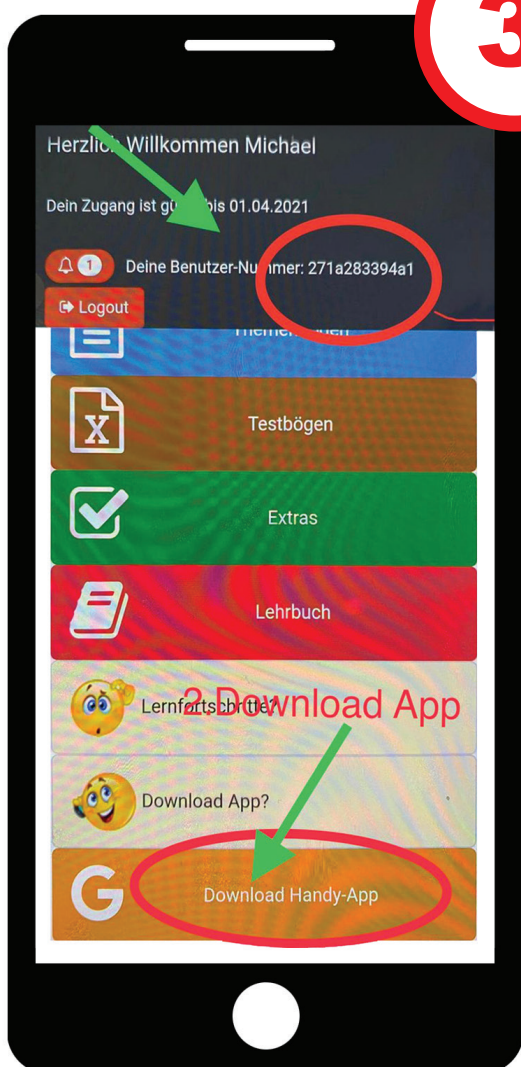 3
Herzlich Willkommen Michael
Dein Zugang ist bis 01.04.2021
1
Deine Benutzer-Nummer: 271a283394a1
Logout
Testbögen
Extras
Lehrbuch
Lernfortschritte?
2.Download App
Download App?
G
Download Handy-App